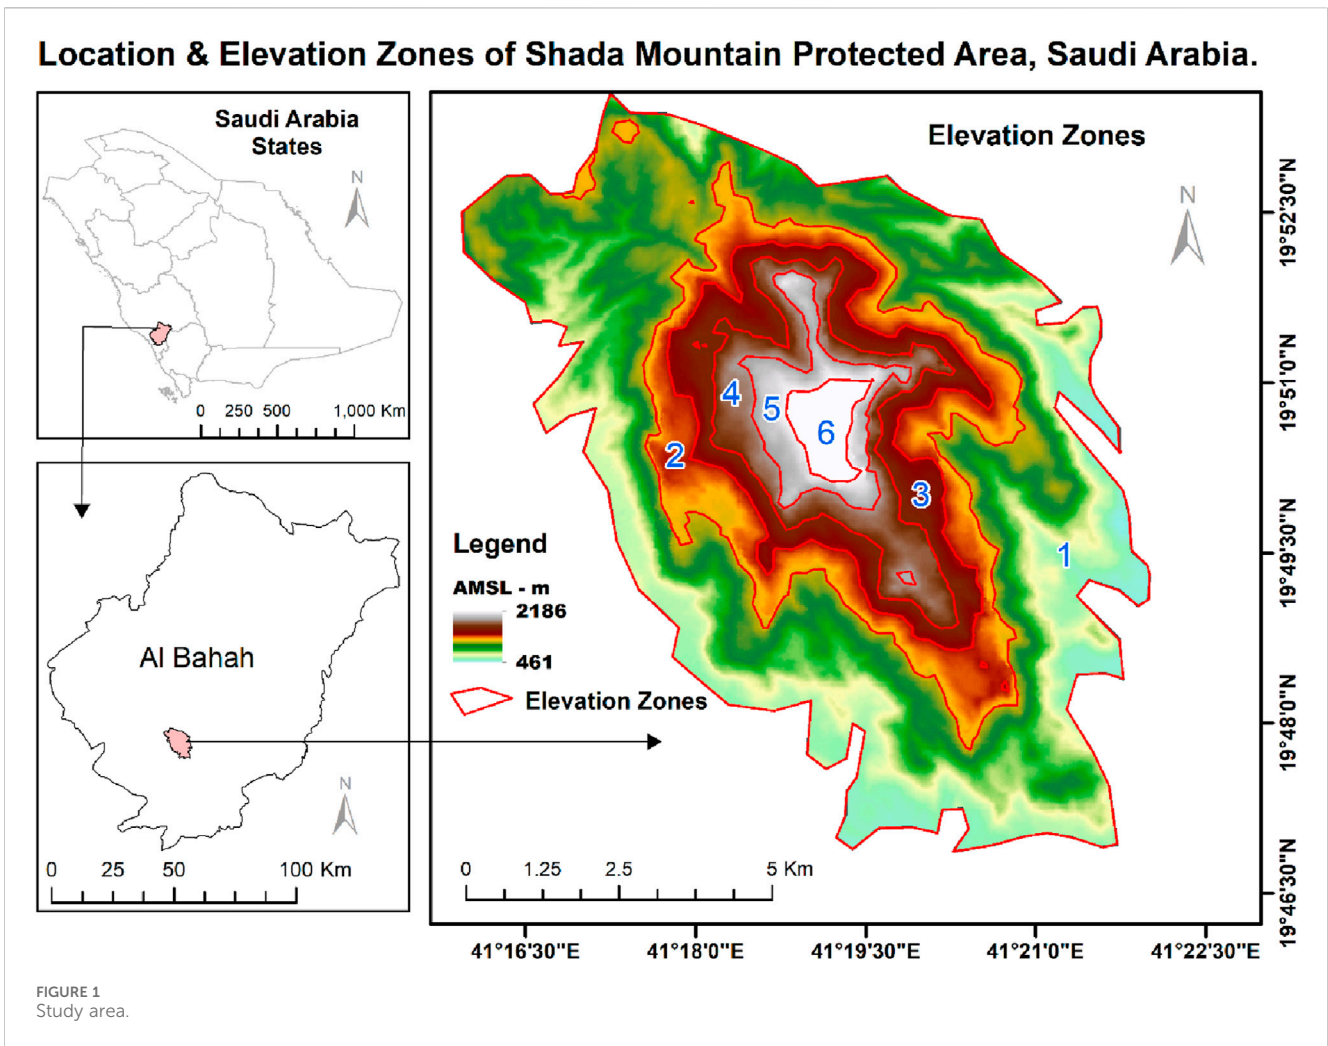 Location & Elevation Zones of Shada Mountain Protected Area, Saudi Arabia.
Saudi Arabia
States
N
0 250 500 1,000 Km
Al Bahah
N
0 25 50 100 Km
Elevation Zones
N
1
2
3
4
5
6
Legend
AMSL - m
2186
461
Elevation Zones
0 1.25 2.5 5 Km
19°52'30"N
19°51'0"N
19°49'30"N
19°48'0"N
19°46'30"N
41°16'30"E 41°18'0"E 41°19'30"E 41°21'0"E 41°22'30"E
FIGURE 1
Study area.